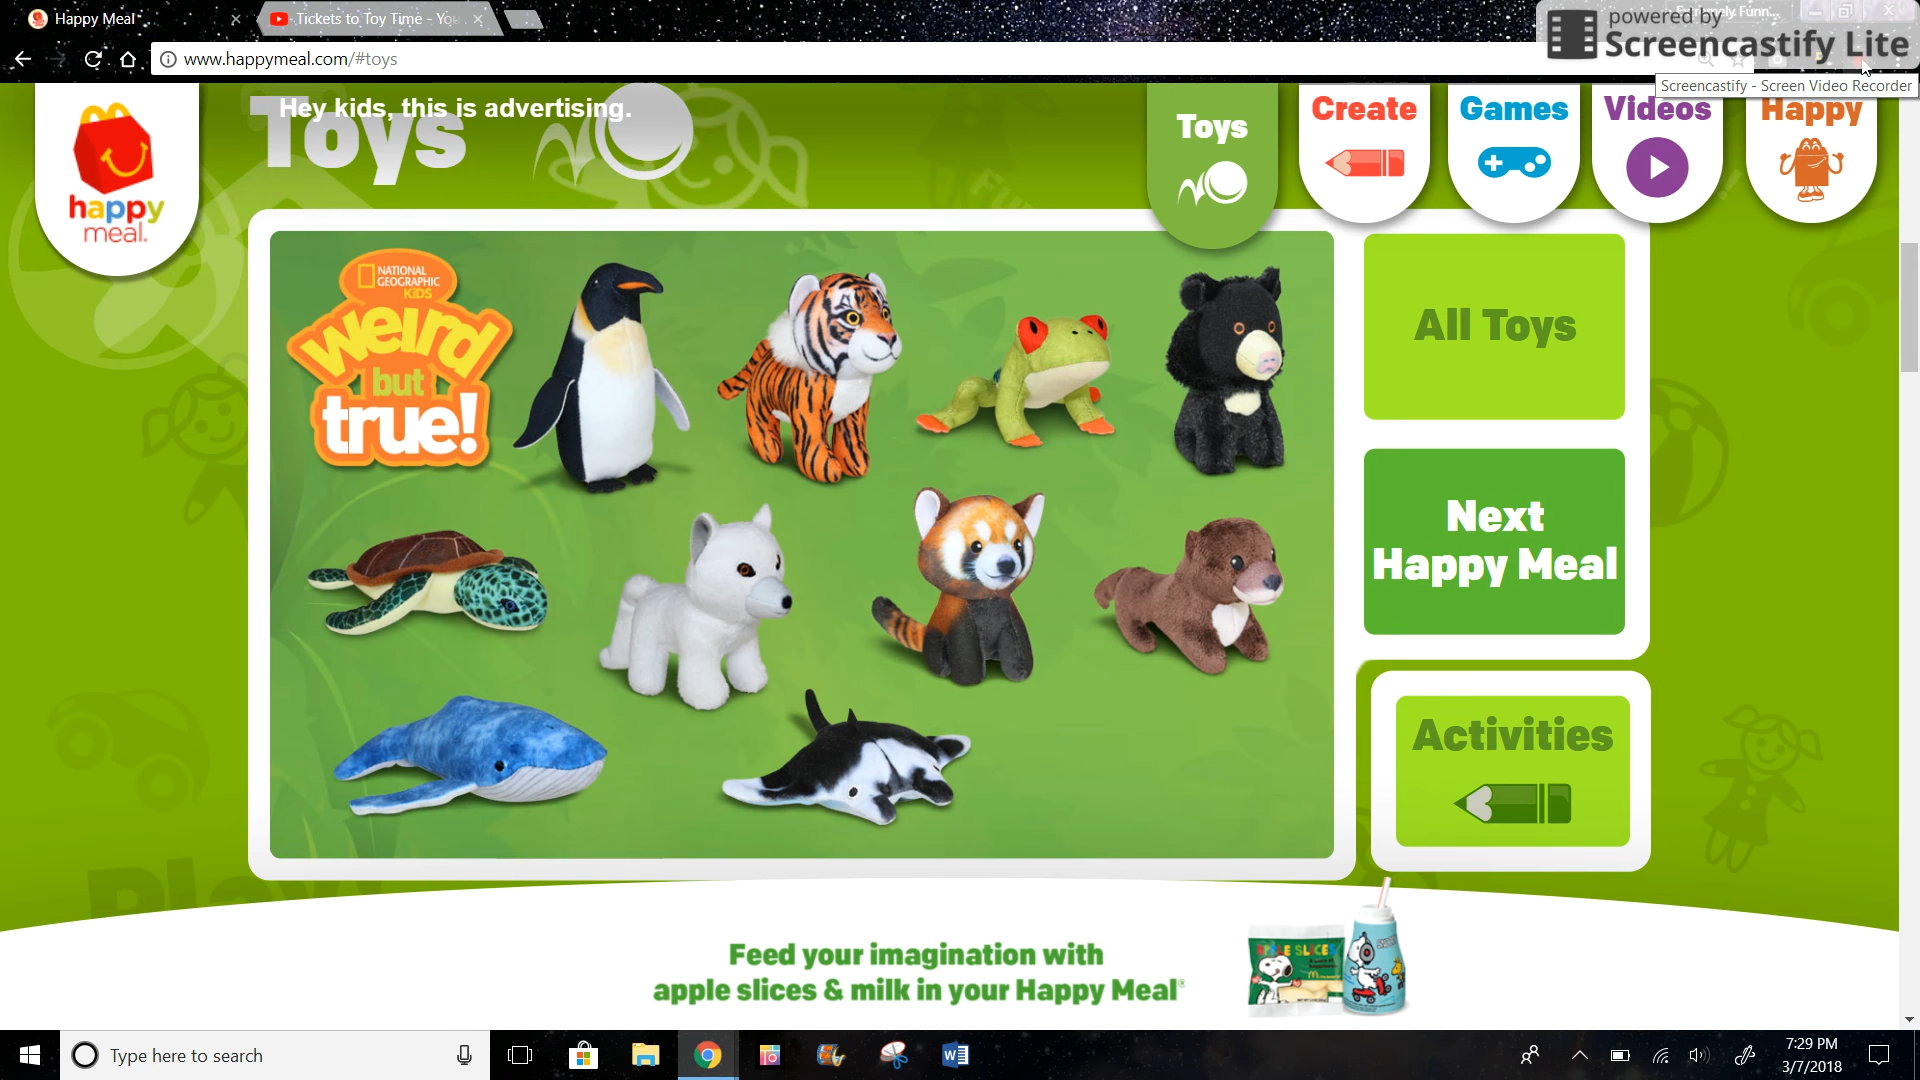 Happy Meal
Tickets to Toy Time - You
powered by
Screencastify Lite
www.happymeal.com/#toys
Screencastify - Screen Video Recorder
Hey kids, this is advertising.
Toys
Toys
Create
Games
Videos
Happy
happy
meal.
NATIONAL
GEOGRAPHIC
KiDS
weird
but
true!
All Toys
Next
Happy Meal
Activities
Play!
Feed your imagination with
apple slices & milk in your Happy Meal®
APPLE SLICES
Type here to search
7:29 PM
3/7/2018